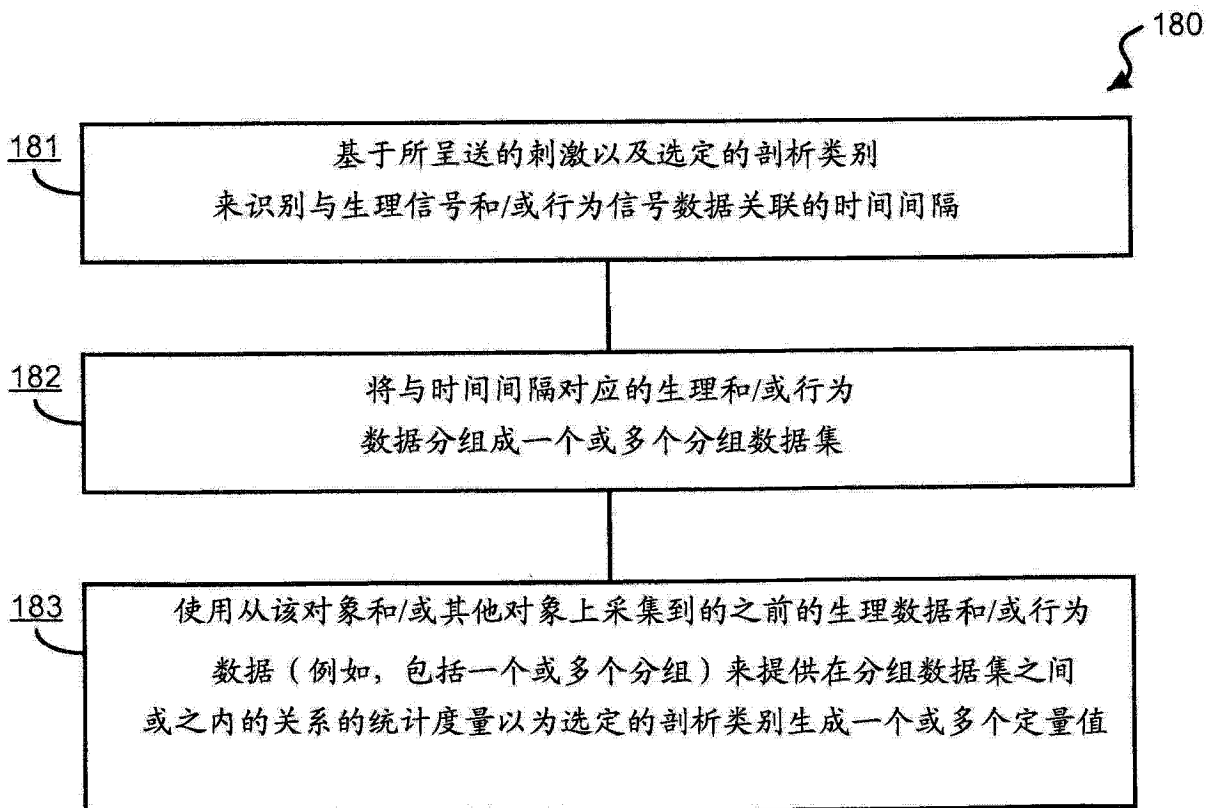 180
181
基于所呈送的刺激以及选定的剖析类别
来识别与生理信号和/或行为信号数据关联的时间间隔
182
将与时间间隔对应的生理和/或行为
数据分组成一个或多个分组数据集
183
使用从该对象和/或其他对象上采集到的之前的生理数据和/或行为
数据（例如，包括一个或多个分组）来提供在分组数据集之间
或之内的关系的统计度量以为选定的剖析类别生成一个或多个定量值